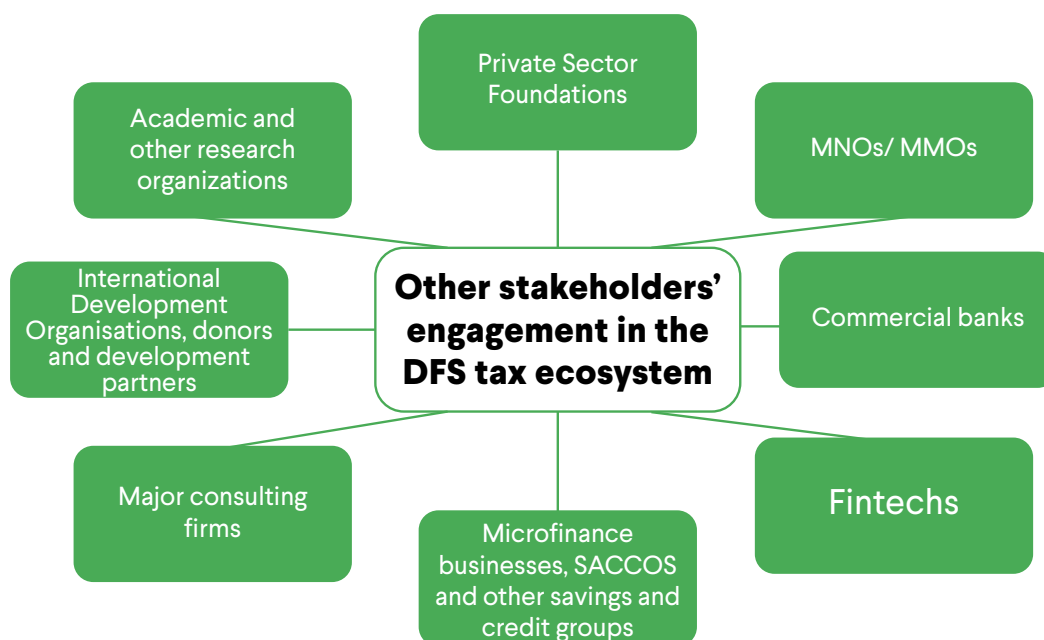 Private Sector
Foundations
Academic and
other research
organizations
MNOs/ MMOs
International
Development
Organisations, donors
and development
partners
Other stakeholders’
engagement in the
DFS tax ecosystem
Commercial banks
Major consulting
firms
Microfinance
businesses, SACCOS
and other savings and
credit groups
Fintechs